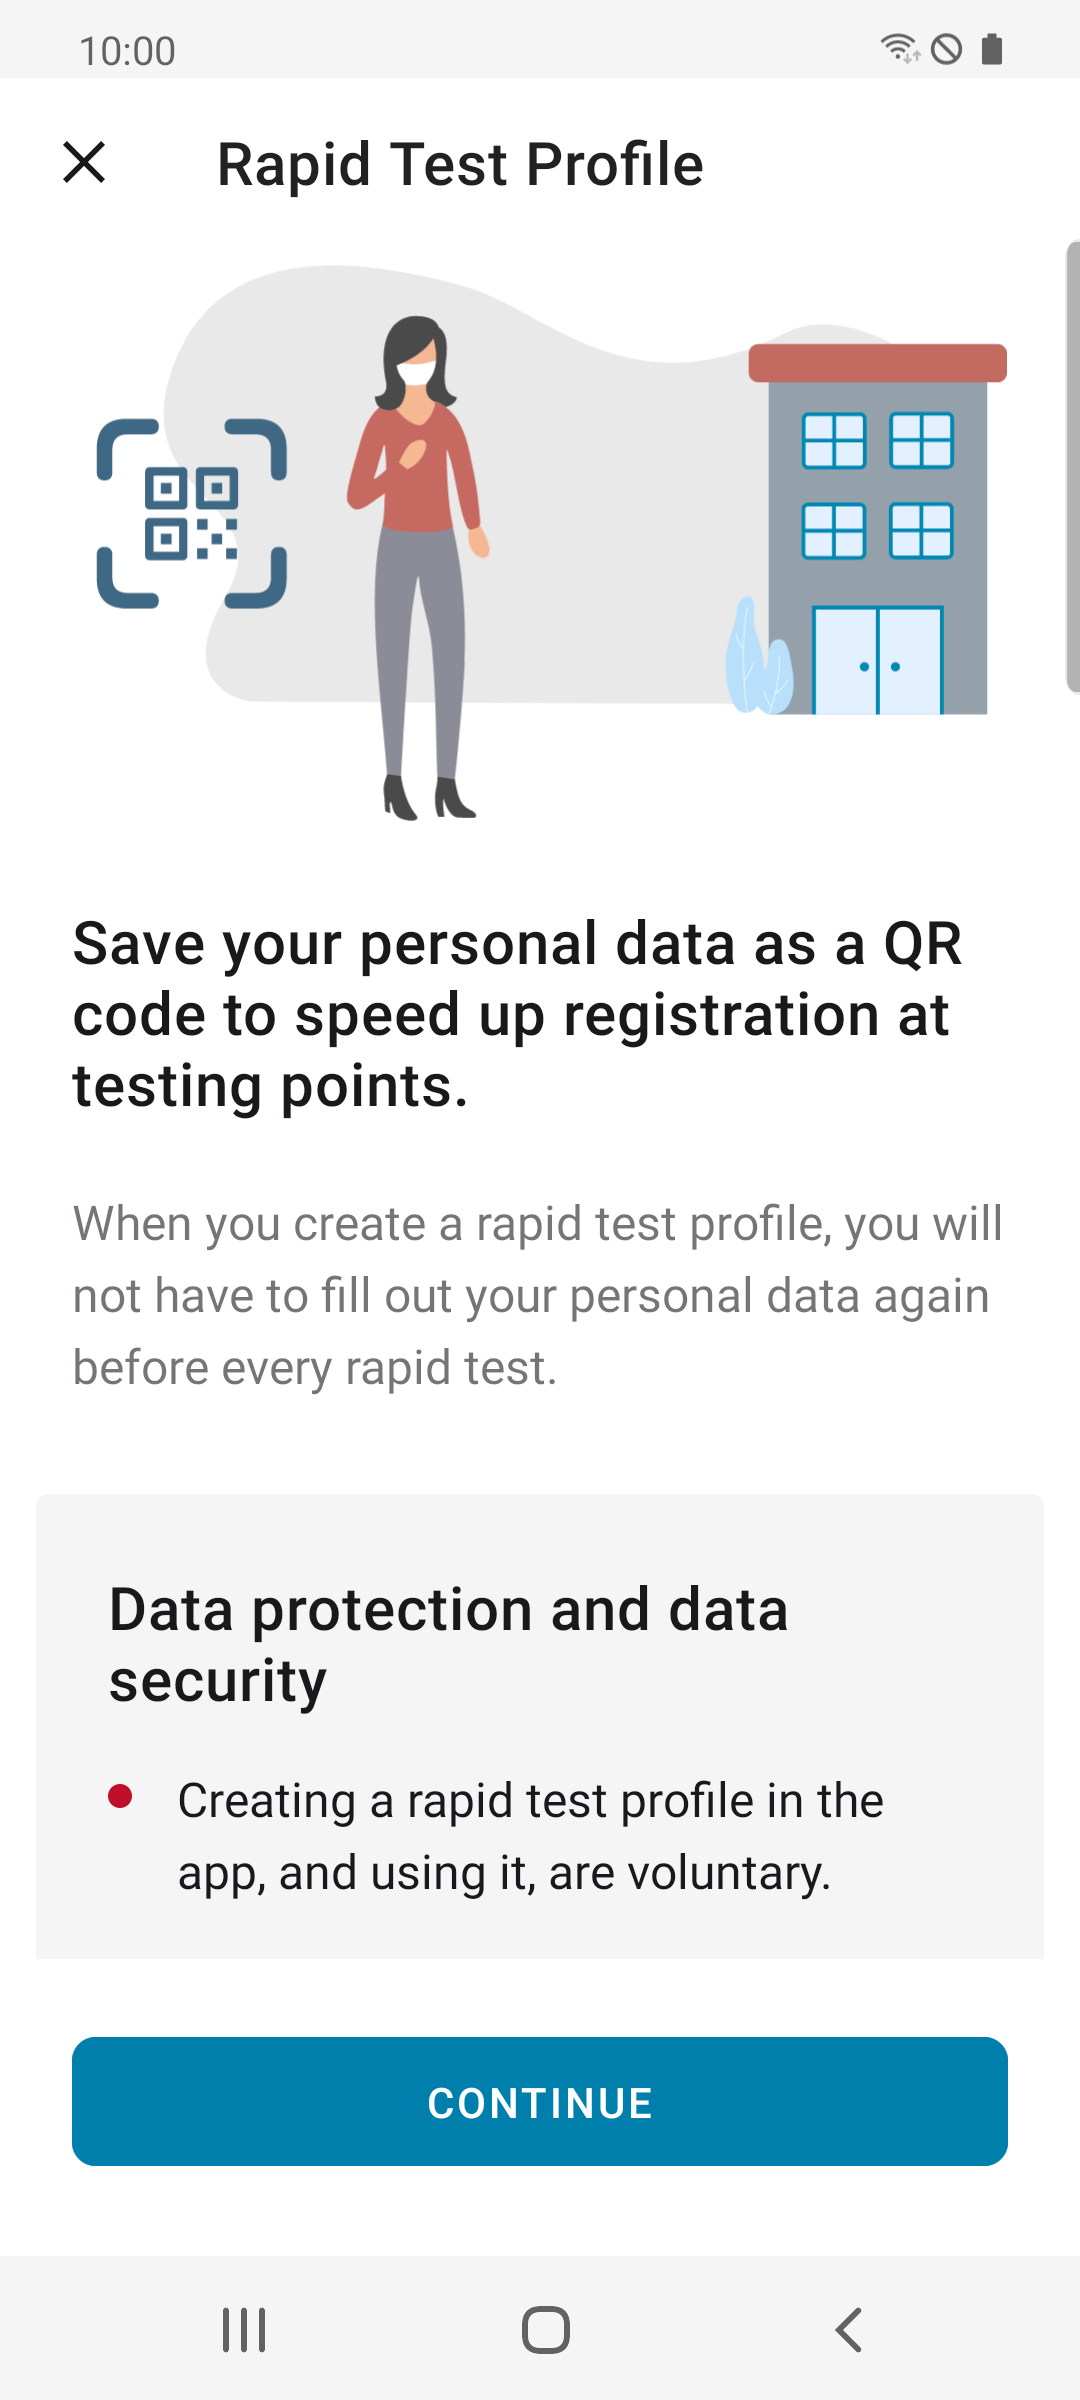 10:00
Rapid Test Profile
Save your personal data as a QR
code to speed up registration at
testing points.
When you create a rapid test profile, you will
not have to fill out your personal data again
before every rapid test.
Data protection and data
security
Creating a rapid test profile in the
app, and using it, are voluntary.
CONTINUE